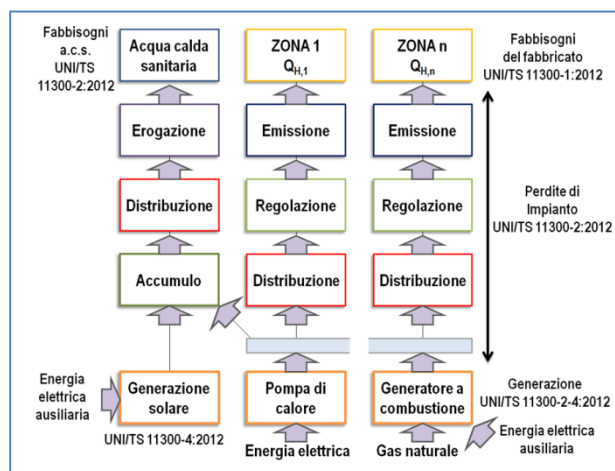 Fabbisogni
a.c.s.
UNI/TS
11300-2:2012
Acqua calda
sanitaria
ZONA 1
QH,1
ZONA n
QH,n
Fabbisogni
del fabbricato
UNI/TS 11300-1:2012
Erogazione
Emissione
Emissione
Distribuzione
Regolazione
Regolazione
Perdite di
Impianto
UNI/TS 11300-2:2012
Accumulo
Distribuzione
Distribuzione
Energia
elettrica
ausiliaria
Generazione
solare
Pompa di
calore
Generatore a
combustione
Generazione
UNI/TS 11300-2-4:2012
UNI/TS 11300-4:2012
Energia elettrica
Gas naturale
Energia elettrica
ausiliaria